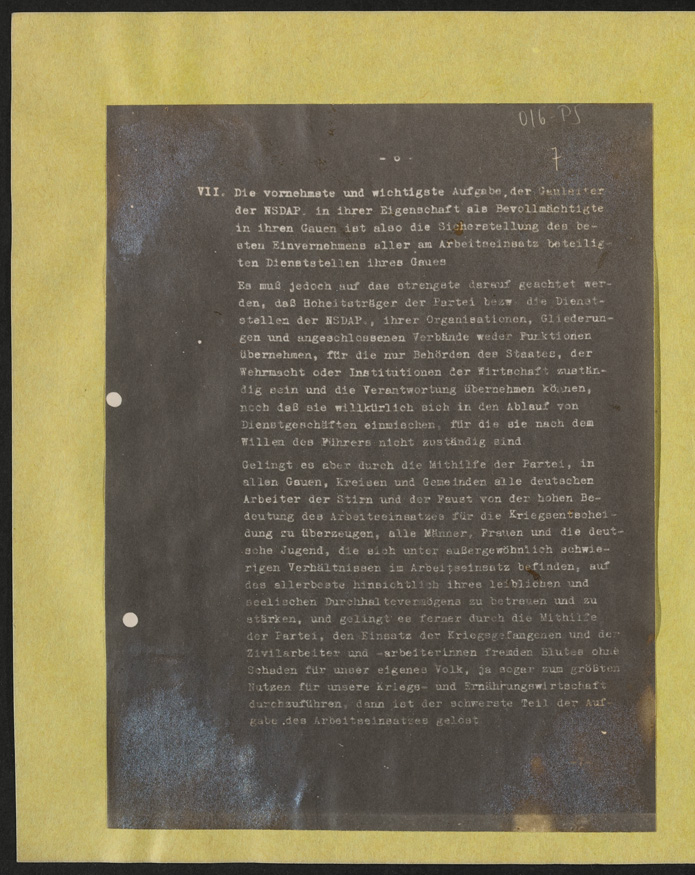 016-PS
7
VII. Die vornehmste und wichtigste Aufgabe der Gauleiter
der NSDAP. in ihrer Eigenschaft als Bevollmächtigte
in ihren Gauen ist also die Sicherstellung des be-
sten Einvernehmens aller am Arbeitseinsatz beteilig-
ten Dienststellen ihres Gaues
Es muß jedoch auf das strengste darauf geachtet wer-
den, daß Hoheitsträger der Partei bezw. die Dienst-
stellen der NSDAP., ihrer Organisationen, Gliederun-
gen und angeschlossenen Verbände weder Funktionen
übernehmen, für die nur Behörden des Staates, der
Wehrmacht oder Institutionen der Wirtschaft zustän-
dig sein und die Verantwortung übernehmen können,
noch daß sie willkürlich sich in den Ablauf von
Dienstgeschäften einmischen, für die sie nach dem
Willen des Führers nicht zuständig sind
Gelingt es aber durch die Mithilfe der Partei, in
allen Gauen, Kreisen und Gemeinden alle deutschen
Arbeiter der Stirn und der Faust von der hohen Be-
deutung des Arbeitseinsatzes für die Kriegsentschei-
dung zu überzeugen, alle Männer, Frauen und die deut-
sche Jugend, die sich unter außergewöhnlich schwie-
rigen Verhältnissen im Arbeitseinsatz befinden, auf
das allerbeste hinsichtlich ihres leiblichen und
seelischen Durchhaltevermögens zu betreuen und zu
stärken, und gelingt es ferner durch die Mithilfe
der Partei, den Einsatz der Kriegsgefangenen und der
Zivilarbeiter und -arbeiterinnen fremden Blutes ohne
Schaden für unser eigenes Volk, ja sogar zum größten
Nutzen für unsere Kriegs- und Ernährungswirtschaft
durchzuführen, dann ist der schwerste Teil der Auf-
gabe des Arbeitseinsatzes gelöst